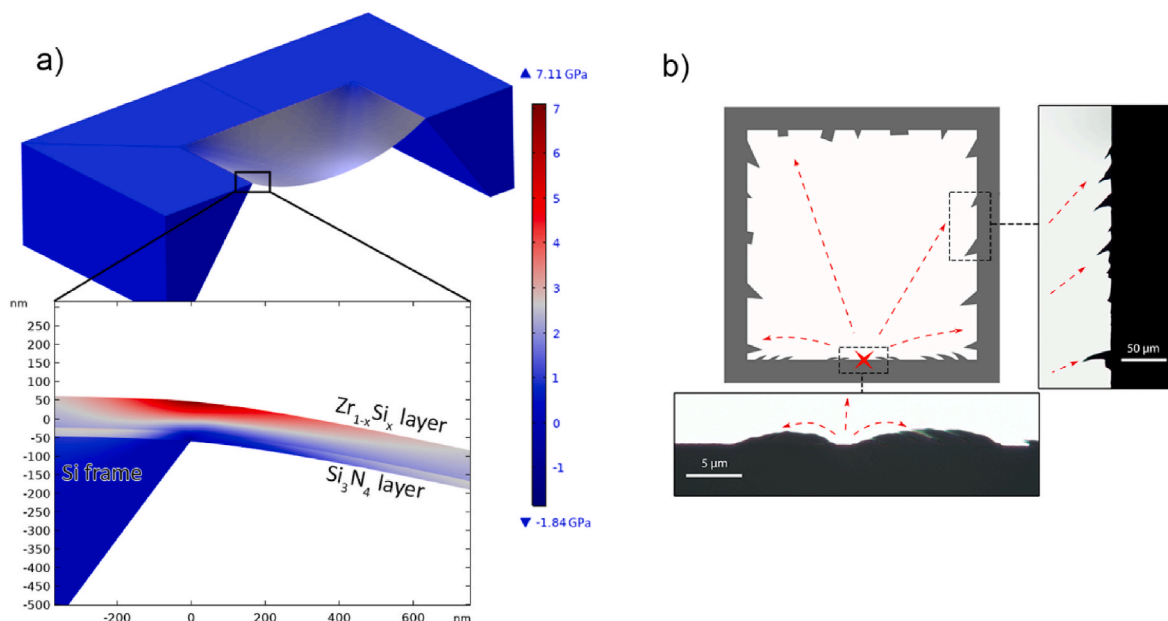 a)
▲ 7.11 GPa
7
6
5
4
3
2
1
0
-1
▼ -1.84 GPa
nm
250
200
150
100
50
0
-50
-100
-150
-200
-250
-300
-350
-400
-450
-500
-200
0
200
400
600
nm
Zr₁₋ₓSiₓ layer
Si frame
Si₃N₄ layer
b)
50 µm
5 µm